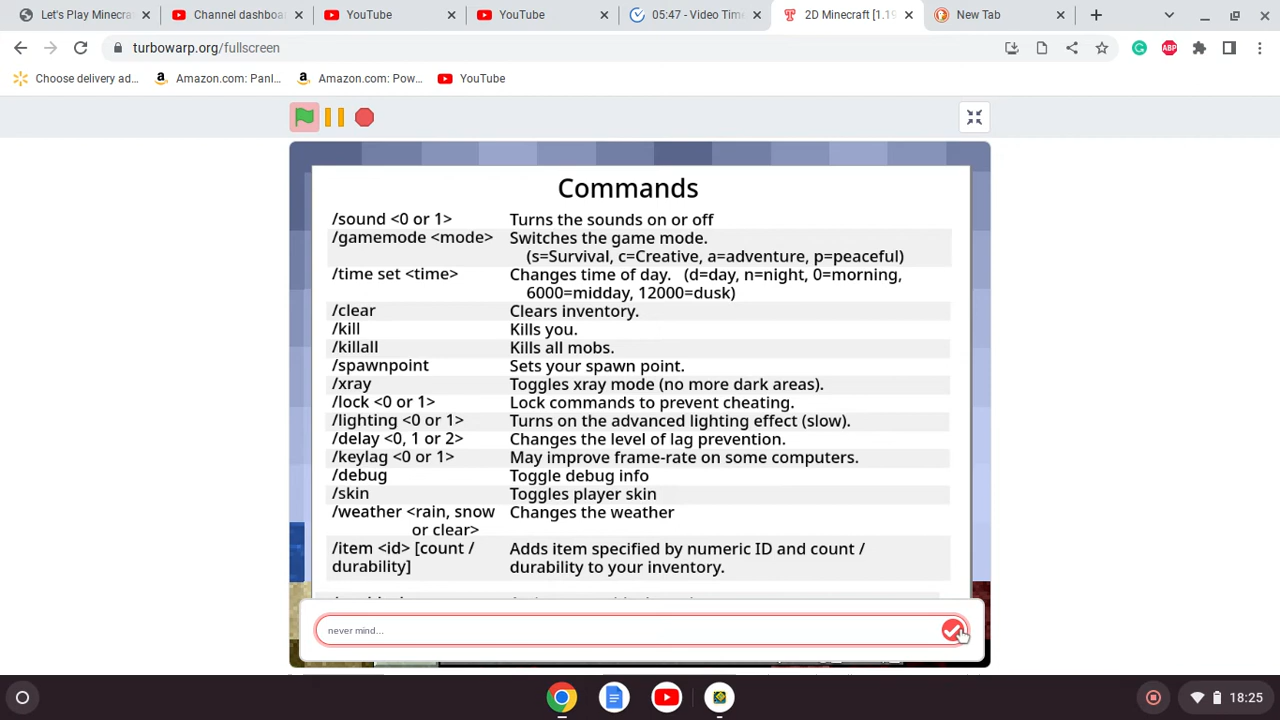 Let's Play Minecra
Channel dashboa
YouTube
YouTube
05:47 - Video Tim
2D Minecraft [1.19
New Tab
turbowarp.org/fullscreen
Choose delivery ad...
Amazon.com: Panl...
Amazon.com: Pow...
YouTube
Commands
/sound <0 or 1> Turns the sounds on or off
/gamemode <mode> Switches the game mode.
(s=Survival, c=Creative, a=adventure, p=peaceful)
/time set <time> Changes time of day. (d=day, n=night, 0=morning,
6000=midday, 12000=dusk)
/clear Clears inventory.
/kill Kills you.
/killall Kills all mobs.
/spawnpoint Sets your spawn point.
/xray Toggles xray mode (no more dark areas).
/lock <0 or 1> Lock commands to prevent cheating.
/lighting <0 or 1> Turns on the advanced lighting effect (slow).
/delay <0, 1 or 2> Changes the level of lag prevention.
/keylag <0 or 1> May improve frame-rate on some computers.
/debug Toggle debug info
/skin Toggles player skin
/weather <rain, snow Changes the weather
or clear>
/item <id> [count / Adds item specified by numeric ID and count /
durability] durability to your inventory.
never mind...
ABP
18:25